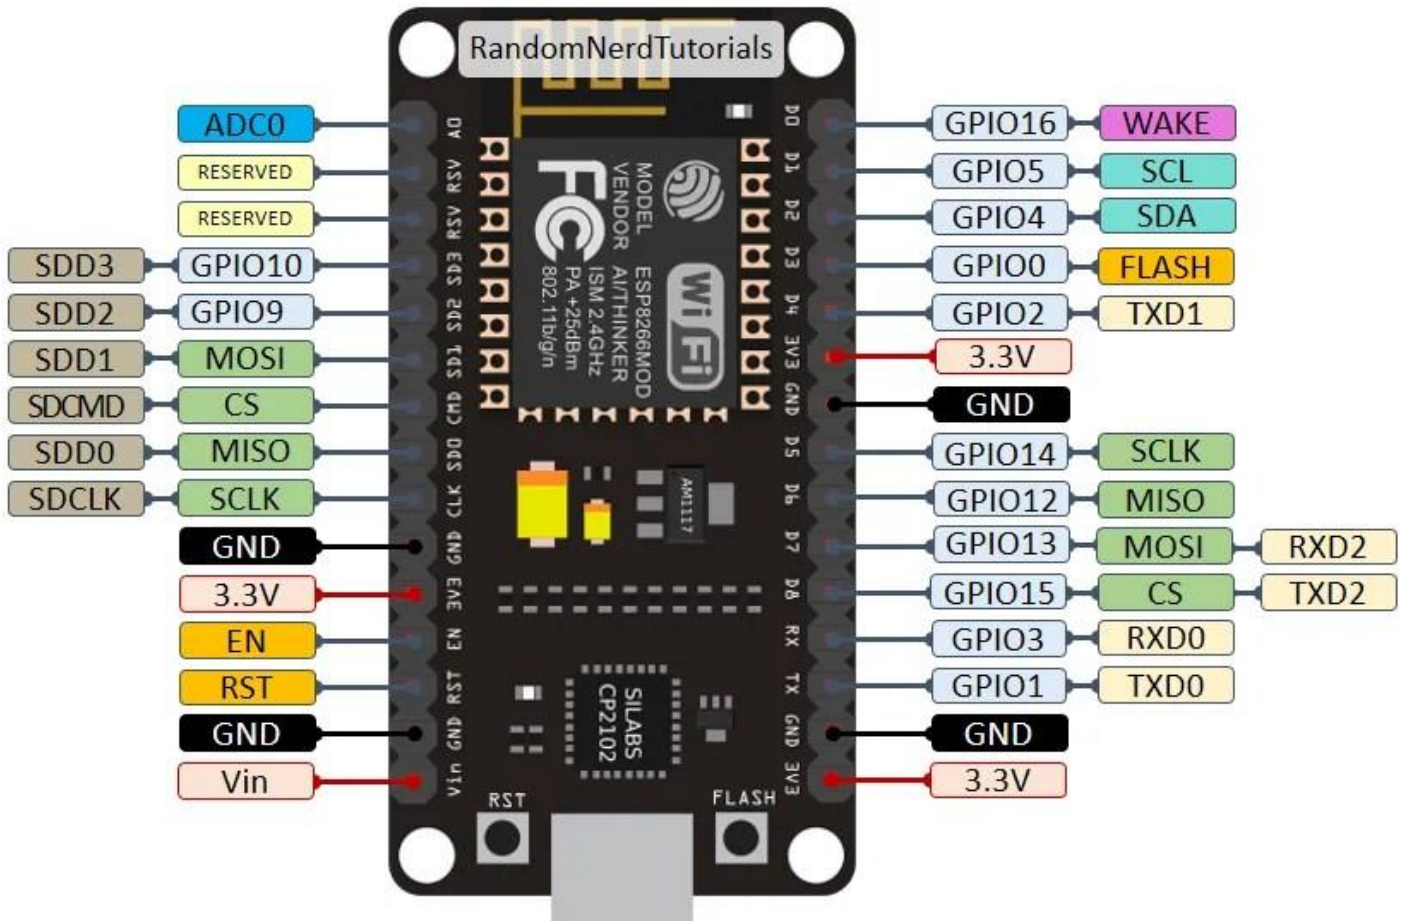 RandomNerdTutorials
ADC0
RESERVED
RESERVED
SDD3 GPIO10
SDD2 GPIO9
SDD1 MOSI
SDCMD CS
SDD0 MISO
SDCLK SCLK
GND
3.3V
EN
RST
GND
Vin
A0
RSV
RSV
SD3
SD2
SD1
CMD
SD0
CLK
GND
3V3
EN
RST
GND
Vin
MODEL ESP8266MOD
VENDOR AI/THINKER
ISM 2.4GHz
PA +25dBm
802.11b/g/n
FC
WiFi
AM1117
SILABS
CP2102
RST
FLASH
D0
D1
D2
D3
D4
3V3
GND
D5
D6
D7
D8
RX
TX
GND
3V3
GPIO16 WAKE
GPIO5 SCL
GPIO4 SDA
GPIO0 FLASH
GPIO2 TXD1
3.3V
GND
GPIO14 SCLK
GPIO12 MISO
GPIO13 MOSI RXD2
GPIO15 CS TXD2
GPIO3 RXD0
GPIO1 TXD0
GND
3.3V